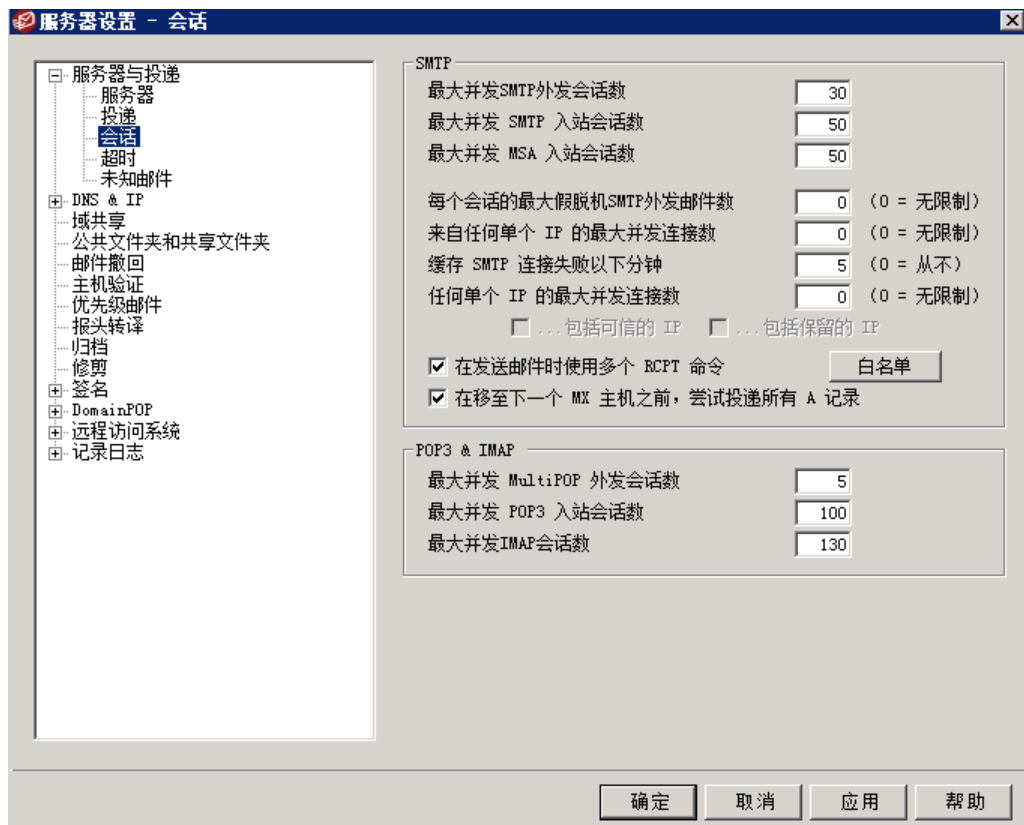 服务器设置 - 会话
服务器与投递
服务器
投递
会话
超时
未知邮件
DNS & IP
域共享
公共文件夹和共享文件夹
邮件撤回
主机验证
优先级邮件
报头转译
归档
修剪
签名
DomainPOP
远程访问系统
记录日志
SMTP
最大并发SMTP外发会话数 30
最大并发 SMTP 入站会话数 50
最大并发 MSA 入站会话数 50
每个会话的最大假脱机SMTP外发邮件数 0 (0 = 无限制)
来自任何单个 IP 的最大并发连接数 0 (0 = 无限制)
缓存 SMTP 连接失败以下分钟 5 (0 = 从不)
任何单个 IP 的最大并发连接数 0 (0 = 无限制)
...包括可信的 IP ...包括保留的 IP
在发送邮件时使用多个 RCPT 命令 白名单
在移至下一个 MX 主机之前，尝试投递所有 A 记录
POP3 & IMAP
最大并发 MultiPOP 外发会话数 5
最大并发 POP3 入站会话数 100
最大并发IMAP会话数 130
确定 取消 应用 帮助